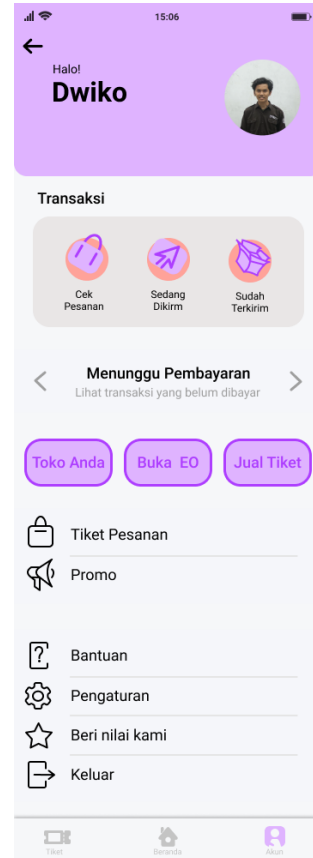 15:06
Halo!
Dwiko
Transaksi
Cek
Pesanan
Sedang
Dikirm
Sudah
Terkirim
Menunggu Pembayaran
Lihat transaksi yang belum dibayar
Toko Anda
Buka EO
Jual Tiket
Tiket Pesanan
Promo
Bantuan
Pengaturan
Beri nilai kami
Keluar
Tiket
Beranda
Akun